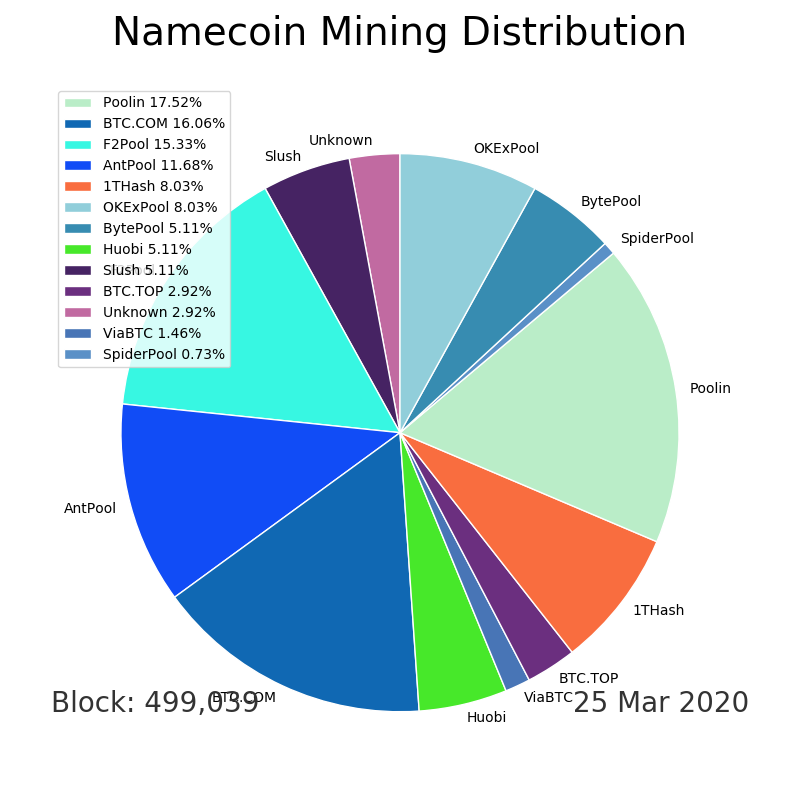 Namecoin Mining Distribution
Poolin 17.52%
BTC.COM 16.06%
F2Pool 15.33%
AntPool 11.68%
1THash 8.03%
OKExPool 8.03%
BytePool 5.11%
Huobi 5.11%
Slush 5.11%
BTC.TOP 2.92%
Unknown 2.92%
ViaBTC 1.46%
SpiderPool 0.73%
Unknown
OKExPool
Slush
BytePool
SpiderPool
Poolin
AntPool
1THash
BTC.TOP
ViaBTC
BTC.COM
Huobi
Block: 499,039
25 Mar 2020